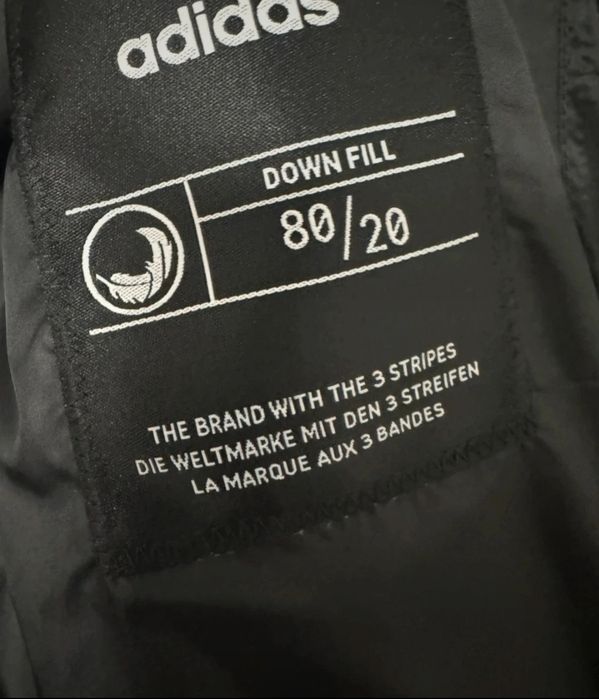 adidas
DOWN FILL
80/20
THE BRAND WITH THE 3 STRIPES
DIE WELTMARKE MIT DEN 3 STREIFEN
LA MARQUE AUX 3 BANDES